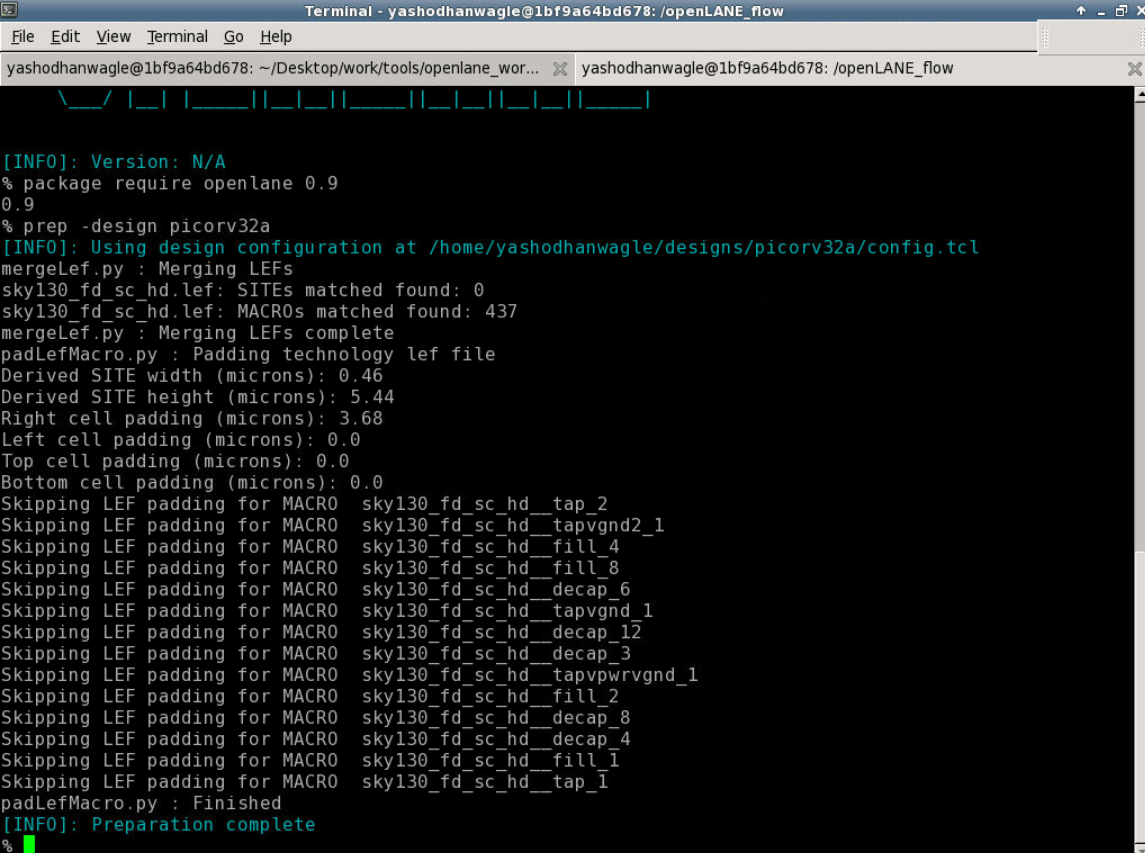 Terminal - yashodhanwagle@1bf9a64bd678: /openLANE_flow
File Edit View Terminal Go Help
yashodhanwagle@1bf9a64bd678: ~/Desktop/work/tools/openlane_wor... yashodhanwagle@1bf9a64bd678: /openLANE_flow
\___/ |__| |_____||__|__||_____||__|__||__|__||_____|
[INFO]: Version: N/A
% package require openlane 0.9
0.9
% prep -design picorv32a
[INFO]: Using design configuration at /home/yashodhanwagle/designs/picorv32a/config.tcl
mergeLef.py : Merging LEFs
sky130_fd_sc_hd.lef: SITEs matched found: 0
sky130_fd_sc_hd.lef: MACROs matched found: 437
mergeLef.py : Merging LEFs complete
padLefMacro.py : Padding technology lef file
Derived SITE width (microns): 0.46
Derived SITE height (microns): 5.44
Right cell padding (microns): 3.68
Left cell padding (microns): 0.0
Top cell padding (microns): 0.0
Bottom cell padding (microns): 0.0
Skipping LEF padding for MACRO  sky130_fd_sc_hd__tap_2
Skipping LEF padding for MACRO  sky130_fd_sc_hd__tapvgnd2_1
Skipping LEF padding for MACRO  sky130_fd_sc_hd__fill_4
Skipping LEF padding for MACRO  sky130_fd_sc_hd__fill_8
Skipping LEF padding for MACRO  sky130_fd_sc_hd__decap_6
Skipping LEF padding for MACRO  sky130_fd_sc_hd__tapvgnd_1
Skipping LEF padding for MACRO  sky130_fd_sc_hd__decap_12
Skipping LEF padding for MACRO  sky130_fd_sc_hd__decap_3
Skipping LEF padding for MACRO  sky130_fd_sc_hd__tapvpwrvgnd_1
Skipping LEF padding for MACRO  sky130_fd_sc_hd__fill_2
Skipping LEF padding for MACRO  sky130_fd_sc_hd__decap_8
Skipping LEF padding for MACRO  sky130_fd_sc_hd__decap_4
Skipping LEF padding for MACRO  sky130_fd_sc_hd__fill_1
Skipping LEF padding for MACRO  sky130_fd_sc_hd__tap_1
padLefMacro.py : Finished
[INFO]: Preparation complete
%